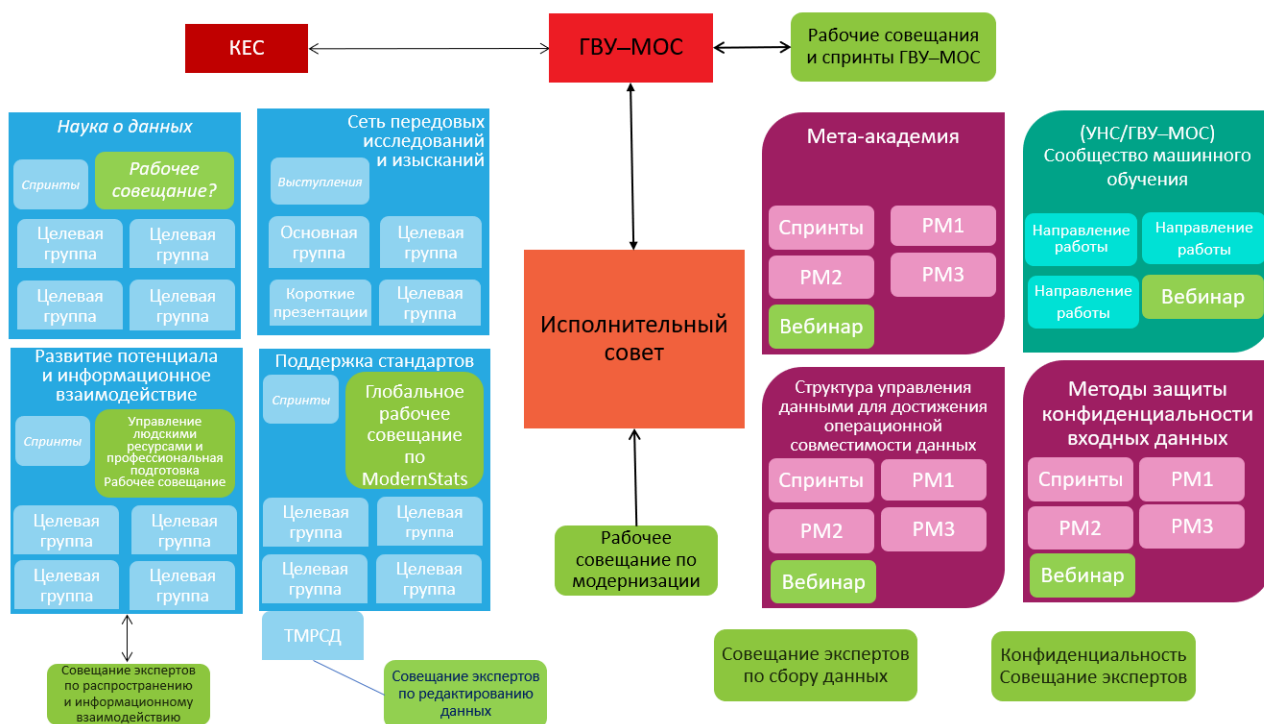 КЕС
ГВУ–МОС
Рабочие совещания
и спринты ГВУ–МОС
Наука о данных
Спринты
Рабочее
совещание?
Целевая
группа
Целевая
группа
Целевая
группа
Целевая
группа
Сеть передовых
исследований
и изысканий
Выступления
Основная
группа
Целевая
группа
Короткие
презентации
Целевая
группа
Развитие потенциала
и информационное
взаимодействие
Спринты
Управление
людскими
ресурсами и
профессиональная
подготовка
Рабочее совещание
Целевая
группа
Целевая
группа
Целевая
группа
Целевая
группа
Поддержка стандартов
Спринты
Глобальное
рабочее
совещание
по
ModernStats
Целевая
группа
Целевая
группа
Целевая
группа
Целевая
группа
ТМРСД
Совещание экспертов
по распространению
и информационному
взаимодействию
Совещание экспертов
по редактированию
данных
Исполнительный
совет
Рабочее
совещание по
модернизации
Мета-академия
Спринты
РМ1
РМ2
РМ3
Вебинар
(УНС/ГВУ–МОС)
Сообщество машинного
обучения
Направление
работы
Направление
работы
Направление
работы
Вебинар
Структура управления
данными для достижения
операционной
совместимости данных
Спринты
РМ1
РМ2
РМ3
Вебинар
Методы защиты
конфиденциальности
входных данных
Спринты
РМ1
РМ2
РМ3
Вебинар
Совещание экспертов
по сбору данных
Конфиденциальность
Совещание экспертов